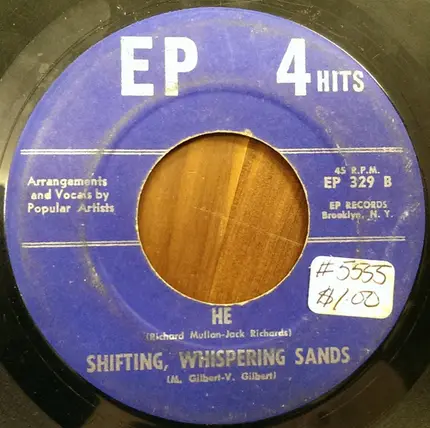 EP 4 HITS
Arrangements
and Vocals by
Popular Artists
45 R.P.M.
EP 329 B
EP RECORDS
Brooklyn, N. Y.
#5555
$1.00
HE
(Richard Mullan-Jack Richards)
SHIFTING, WHISPERING SANDS
(M. Gilbert-V. Gilbert)